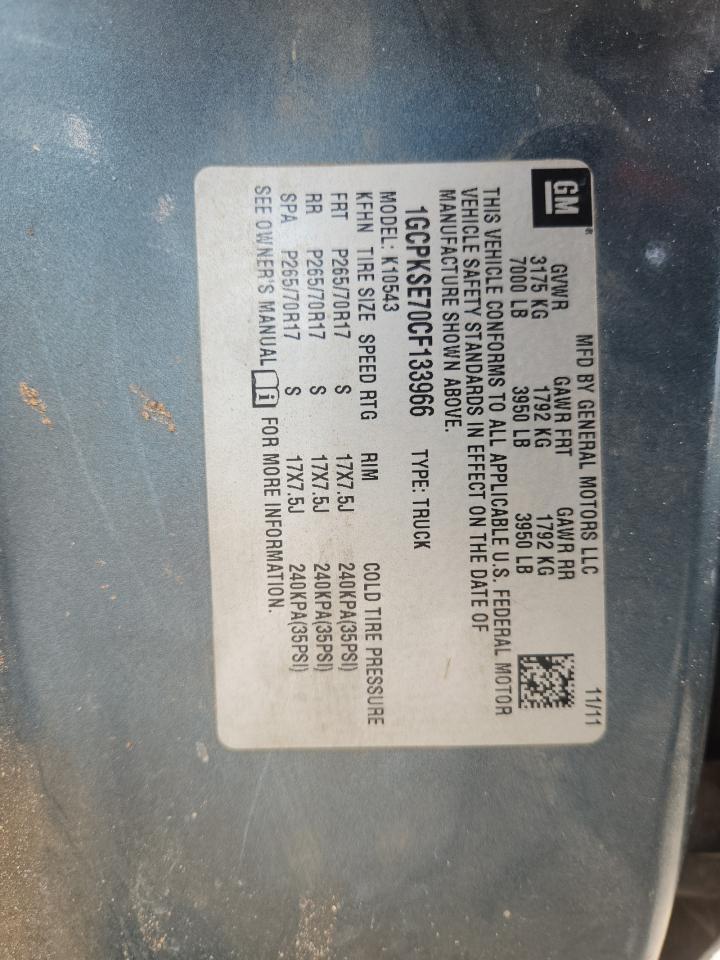 GM
MFD BY GENERAL MOTORS LLC 11/11
GVWR GAWR FRT GAWR RR
3175 KG 1792 KG 1792 KG
7000 LB 3950 LB 3950 LB
THIS VEHICLE CONFORMS TO ALL APPLICABLE U.S. FEDERAL MOTOR
VEHICLE SAFETY STANDARDS IN EFFECT ON THE DATE OF
MANUFACTURE SHOWN ABOVE.
1GCPKSE70CF133966 TYPE: TRUCK
MODEL: K10543
KFHN TIRE SIZE SPEED RTG RIM COLD TIRE PRESSURE
FRT P265/70R17 S 17X7.5J 240KPA(35PSI)
RR P265/70R17 S 17X7.5J 240KPA(35PSI)
SPA P265/70R17 S 17X7.5J 240KPA(35PSI)
SEE OWNER'S MANUAL FOR MORE INFORMATION.